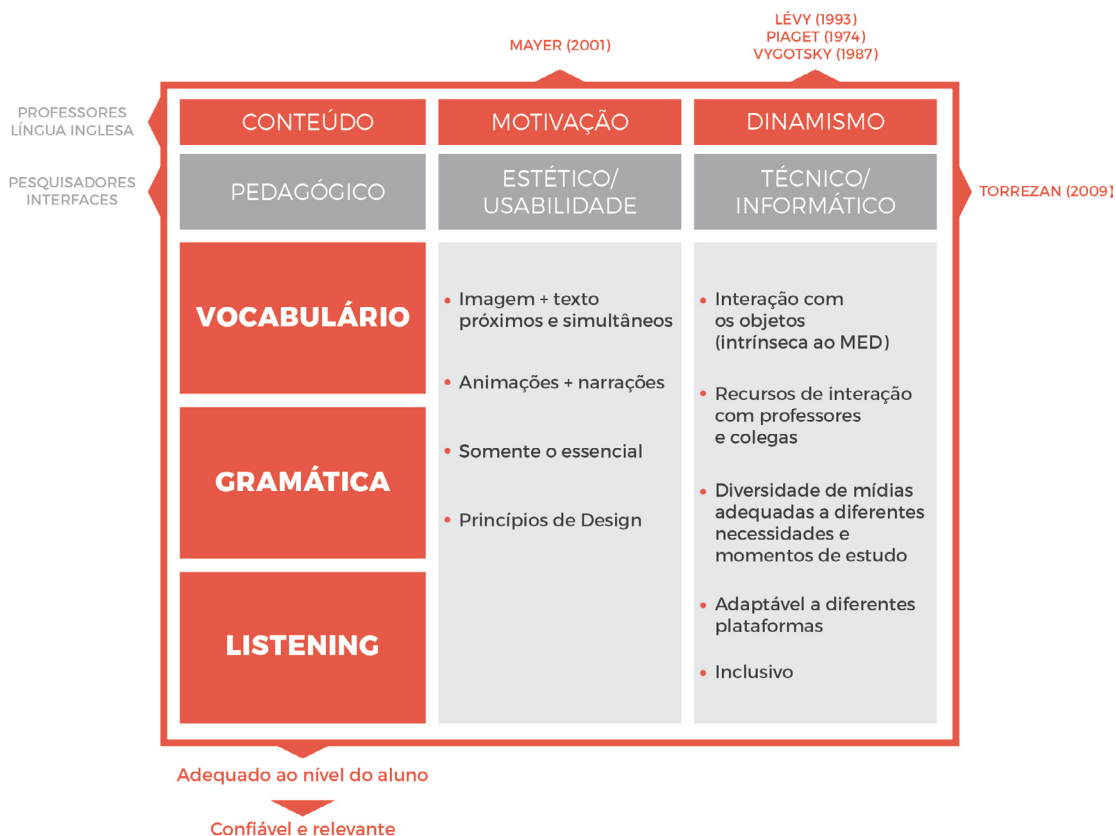 LÉVY (1993)
PIAGET (1974)
VYGOTSKY (1987)
MAYER (2001)
PROFESSORES
LÍNGUA INGLESA
CONTEÚDO
MOTIVAÇÃO
DINAMISMO
PESQUISADORES
INTERFACES
PEDAGÓGICO
ESTÉTICO/
USABILIDADE
TÉCNICO/
INFORMÁTICO
TORREZAN (2009)
VOCABULÁRIO
GRAMÁTICA
LISTENING
• Imagem + texto
próximos e simultâneos
• Animações + narrações
• Somente o essencial
• Princípios de Design
• Interação com
os objetos
(intrínseca ao MED)
• Recursos de interação
com professores
e colegas
• Diversidade de mídias
adequadas a diferentes
necessidades e
momentos de estudo
• Adaptável a diferentes
plataformas
• Inclusivo
Adequado ao nível do aluno
Confiável e relevante